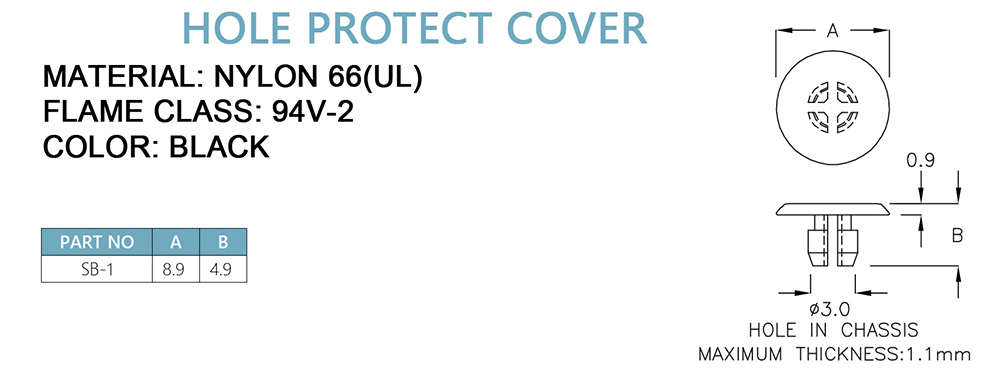 HOLE PROTECT COVER
MATERIAL: NYLON 66(UL)
FLAME CLASS: 94V-2
COLOR: BLACK
PART NO A B
SB-1 8.9 4.9
A
0.9
B
ø3.0
HOLE IN CHASSIS
MAXIMUM THICKNESS:1.1mm